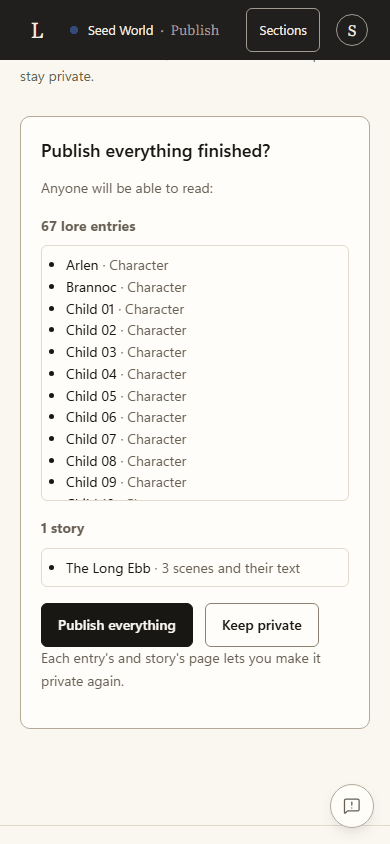 L
Seed World · Publish
Sections
S
stay private.
Publish everything finished?
Anyone will be able to read:
67 lore entries
Arlen · Character
Brannoc · Character
Child 01 · Character
Child 02 · Character
Child 03 · Character
Child 04 · Character
Child 05 · Character
Child 06 · Character
Child 07 · Character
Child 08 · Character
Child 09 · Character
1 story
The Long Ebb · 3 scenes and their text
Publish everything
Keep private
Each entry's and story's page lets you make it
private again.